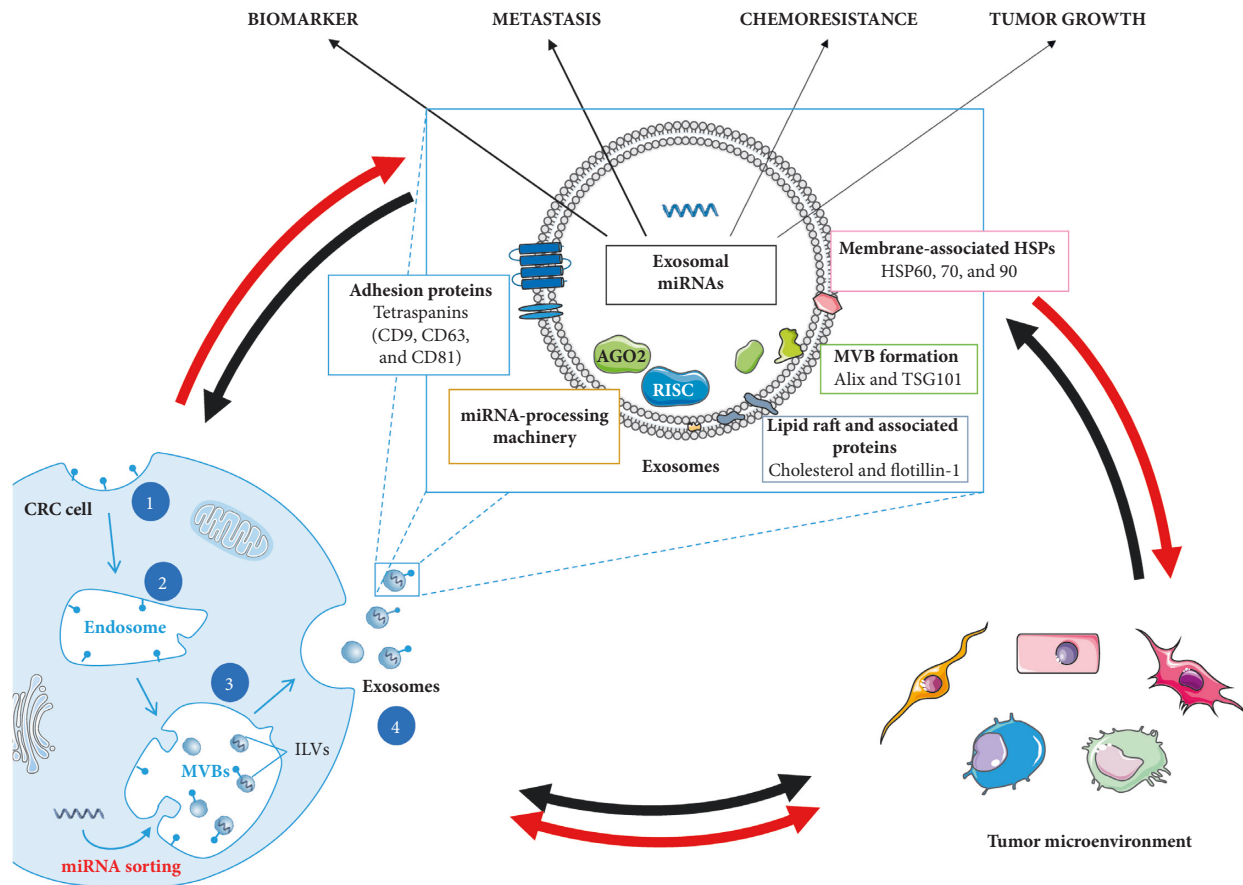 BIOMARKER
METASTASIS
CHEMORESISTANCE
TUMOR GROWTH
Exosomal
miRNAs
Membrane-associated HSPs
HSP60, 70, and 90
Adhesion proteins
Tetraspanins
(CD9, CD63,
and CD81)
AGO2
RISC
MVB formation
Alix and TSG101
miRNA-processing
machinery
Lipid raft and associated
proteins
Cholesterol and flotillin-1
Exosomes
CRC cell
1
2
Endosome
3
Exosomes
4
ILVs
MVBs
miRNA sorting
Tumor microenvironment